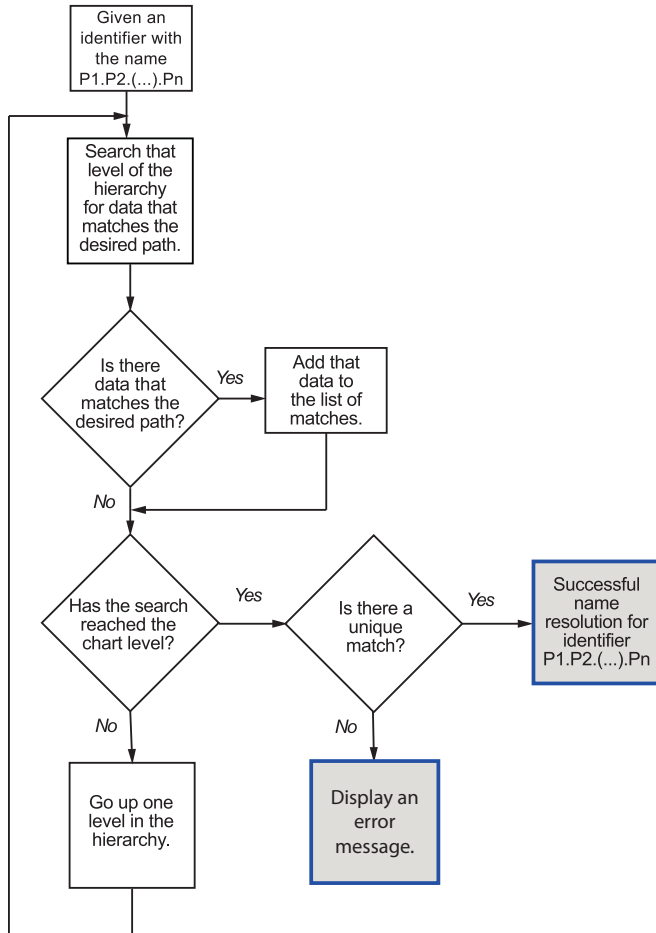 Given an
identifier with
the name
P1.P2.(...).Pn
Search that
level of the
hierarchy
for data that
matches the
desired path.
Is there
data that
matches the
desired path?
Yes
Add that
data to
the list of
matches.
No
Has the search
reached the
chart level?
Yes
Is there a
unique
match?
Yes
Successful
name
resolution for
identifier
P1.P2.(...).Pn
No
Go up one
level in the
hierarchy.
No
Display an
error
message.